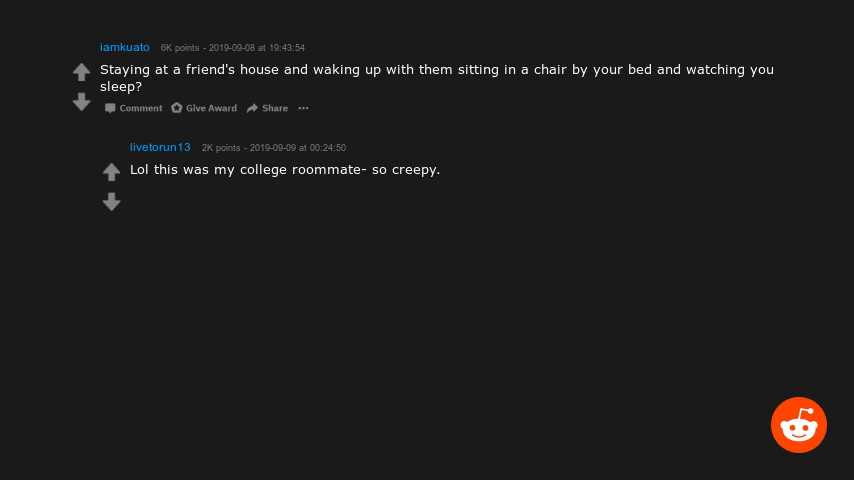 iamkuato 6K points - 2019-09-08 at 19:43:54
Staying at a friend's house and waking up with them sitting in a chair by your bed and watching you
sleep?
Comment Give Award Share ...
livetorun13 2K points - 2019-09-09 at 00:24:50
Lol this was my college roommate- so creepy.